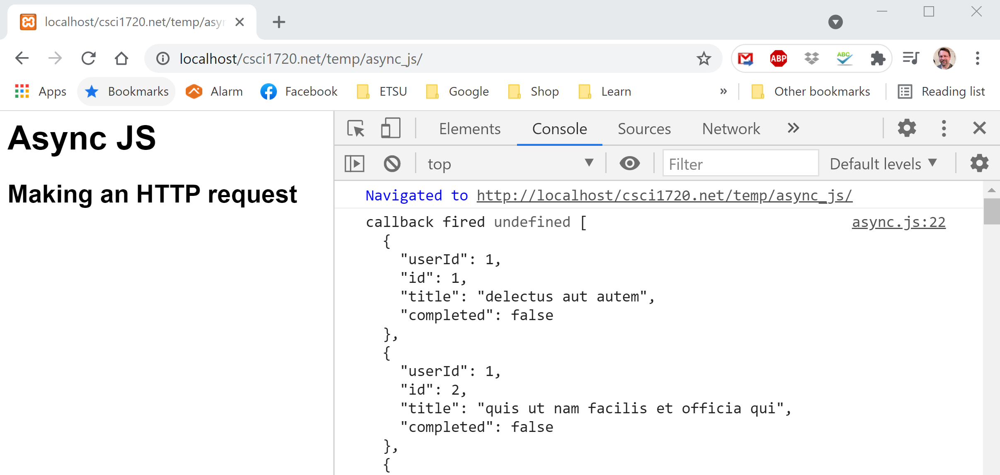 localhost/csci1720.net/temp/asyn
localhost/csci1720.net/temp/async_js/
ABP
ABC
Apps Bookmarks Alarm Facebook ETSU Google Shop Learn » Other bookmarks Reading list
Async JS
Making an HTTP request
Elements Console Sources Network »
top Filter Default levels
Navigated to http://localhost/csci1720.net/temp/async_js/
callback fired undefined [ async.js:22
{
"userId": 1,
"id": 1,
"title": "delectus aut autem",
"completed": false
},
{
"userId": 1,
"id": 2,
"title": "quis ut nam facilis et officia qui",
"completed": false
},
{